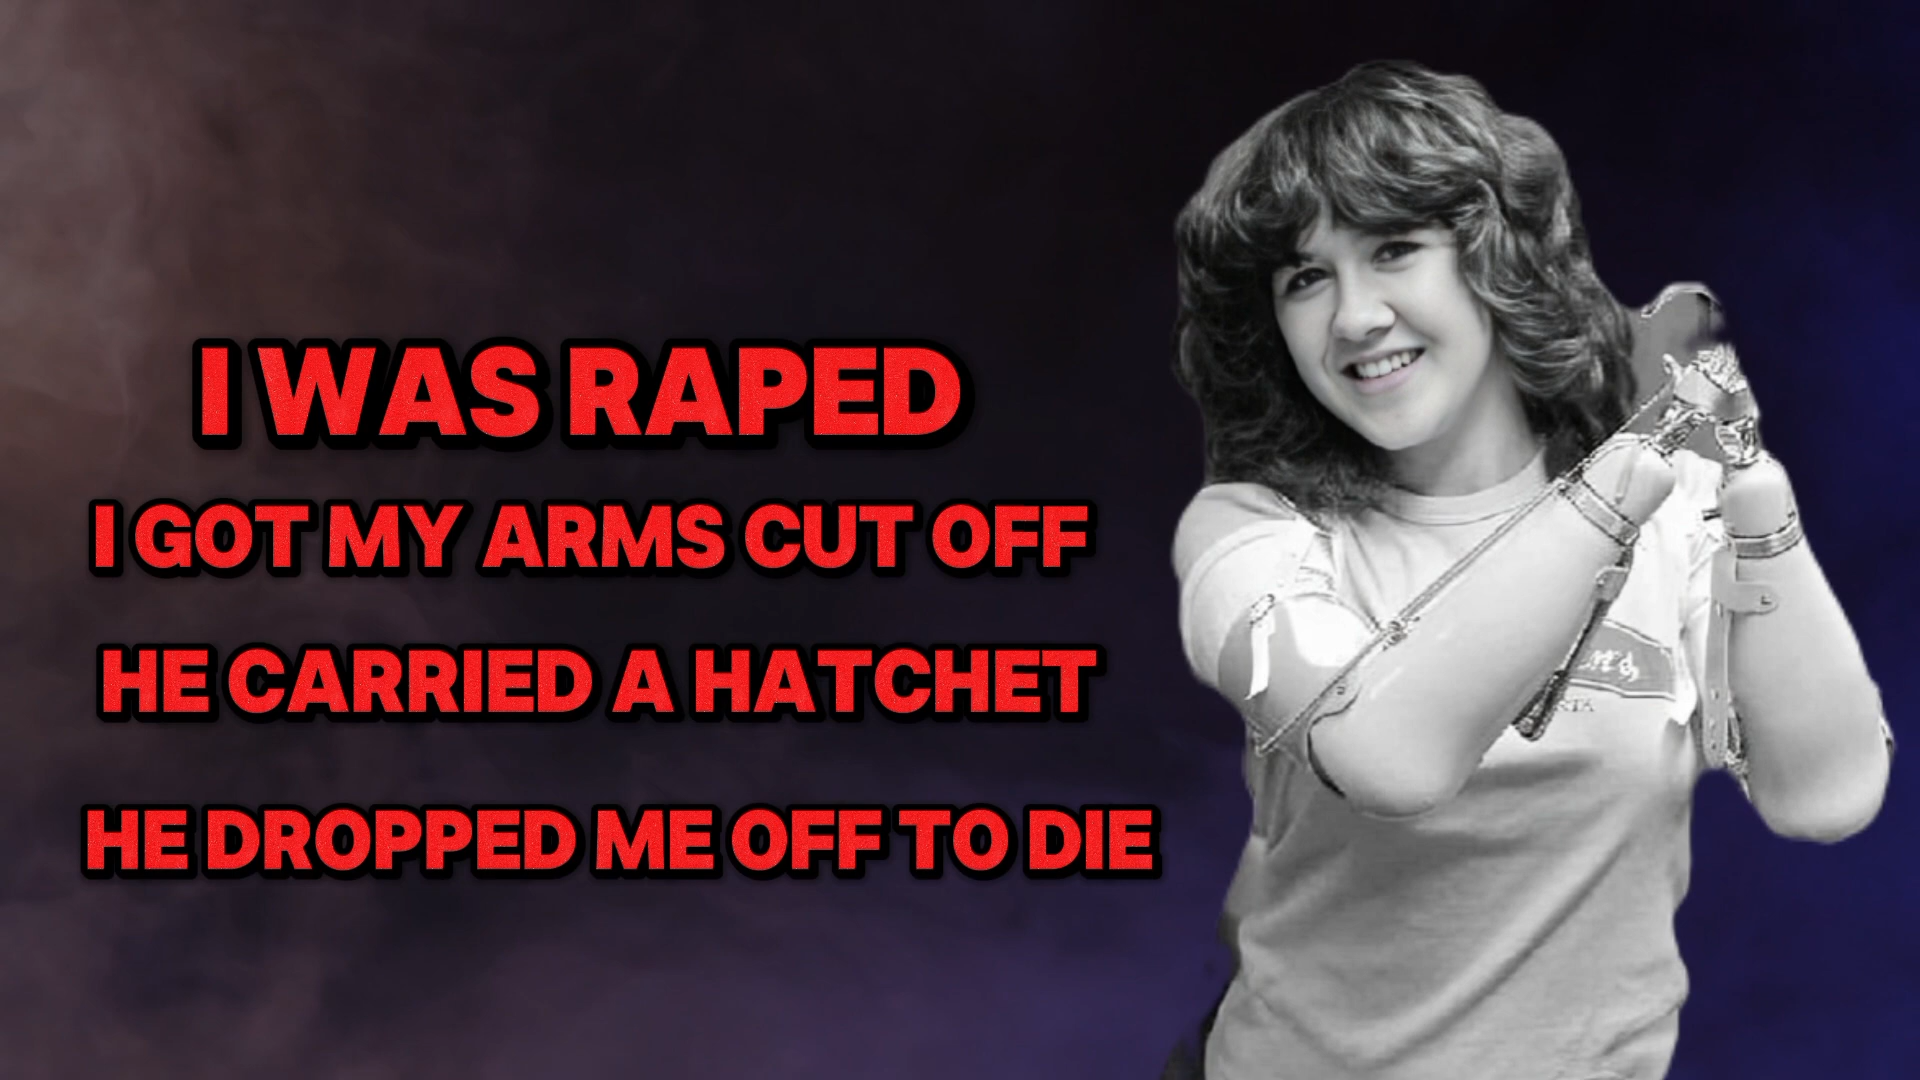 I WAS RAPED
I GOT MY ARMS CUT OFF
HE CARRIED A HATCHET
HE DROPPED ME OFF TO DIE